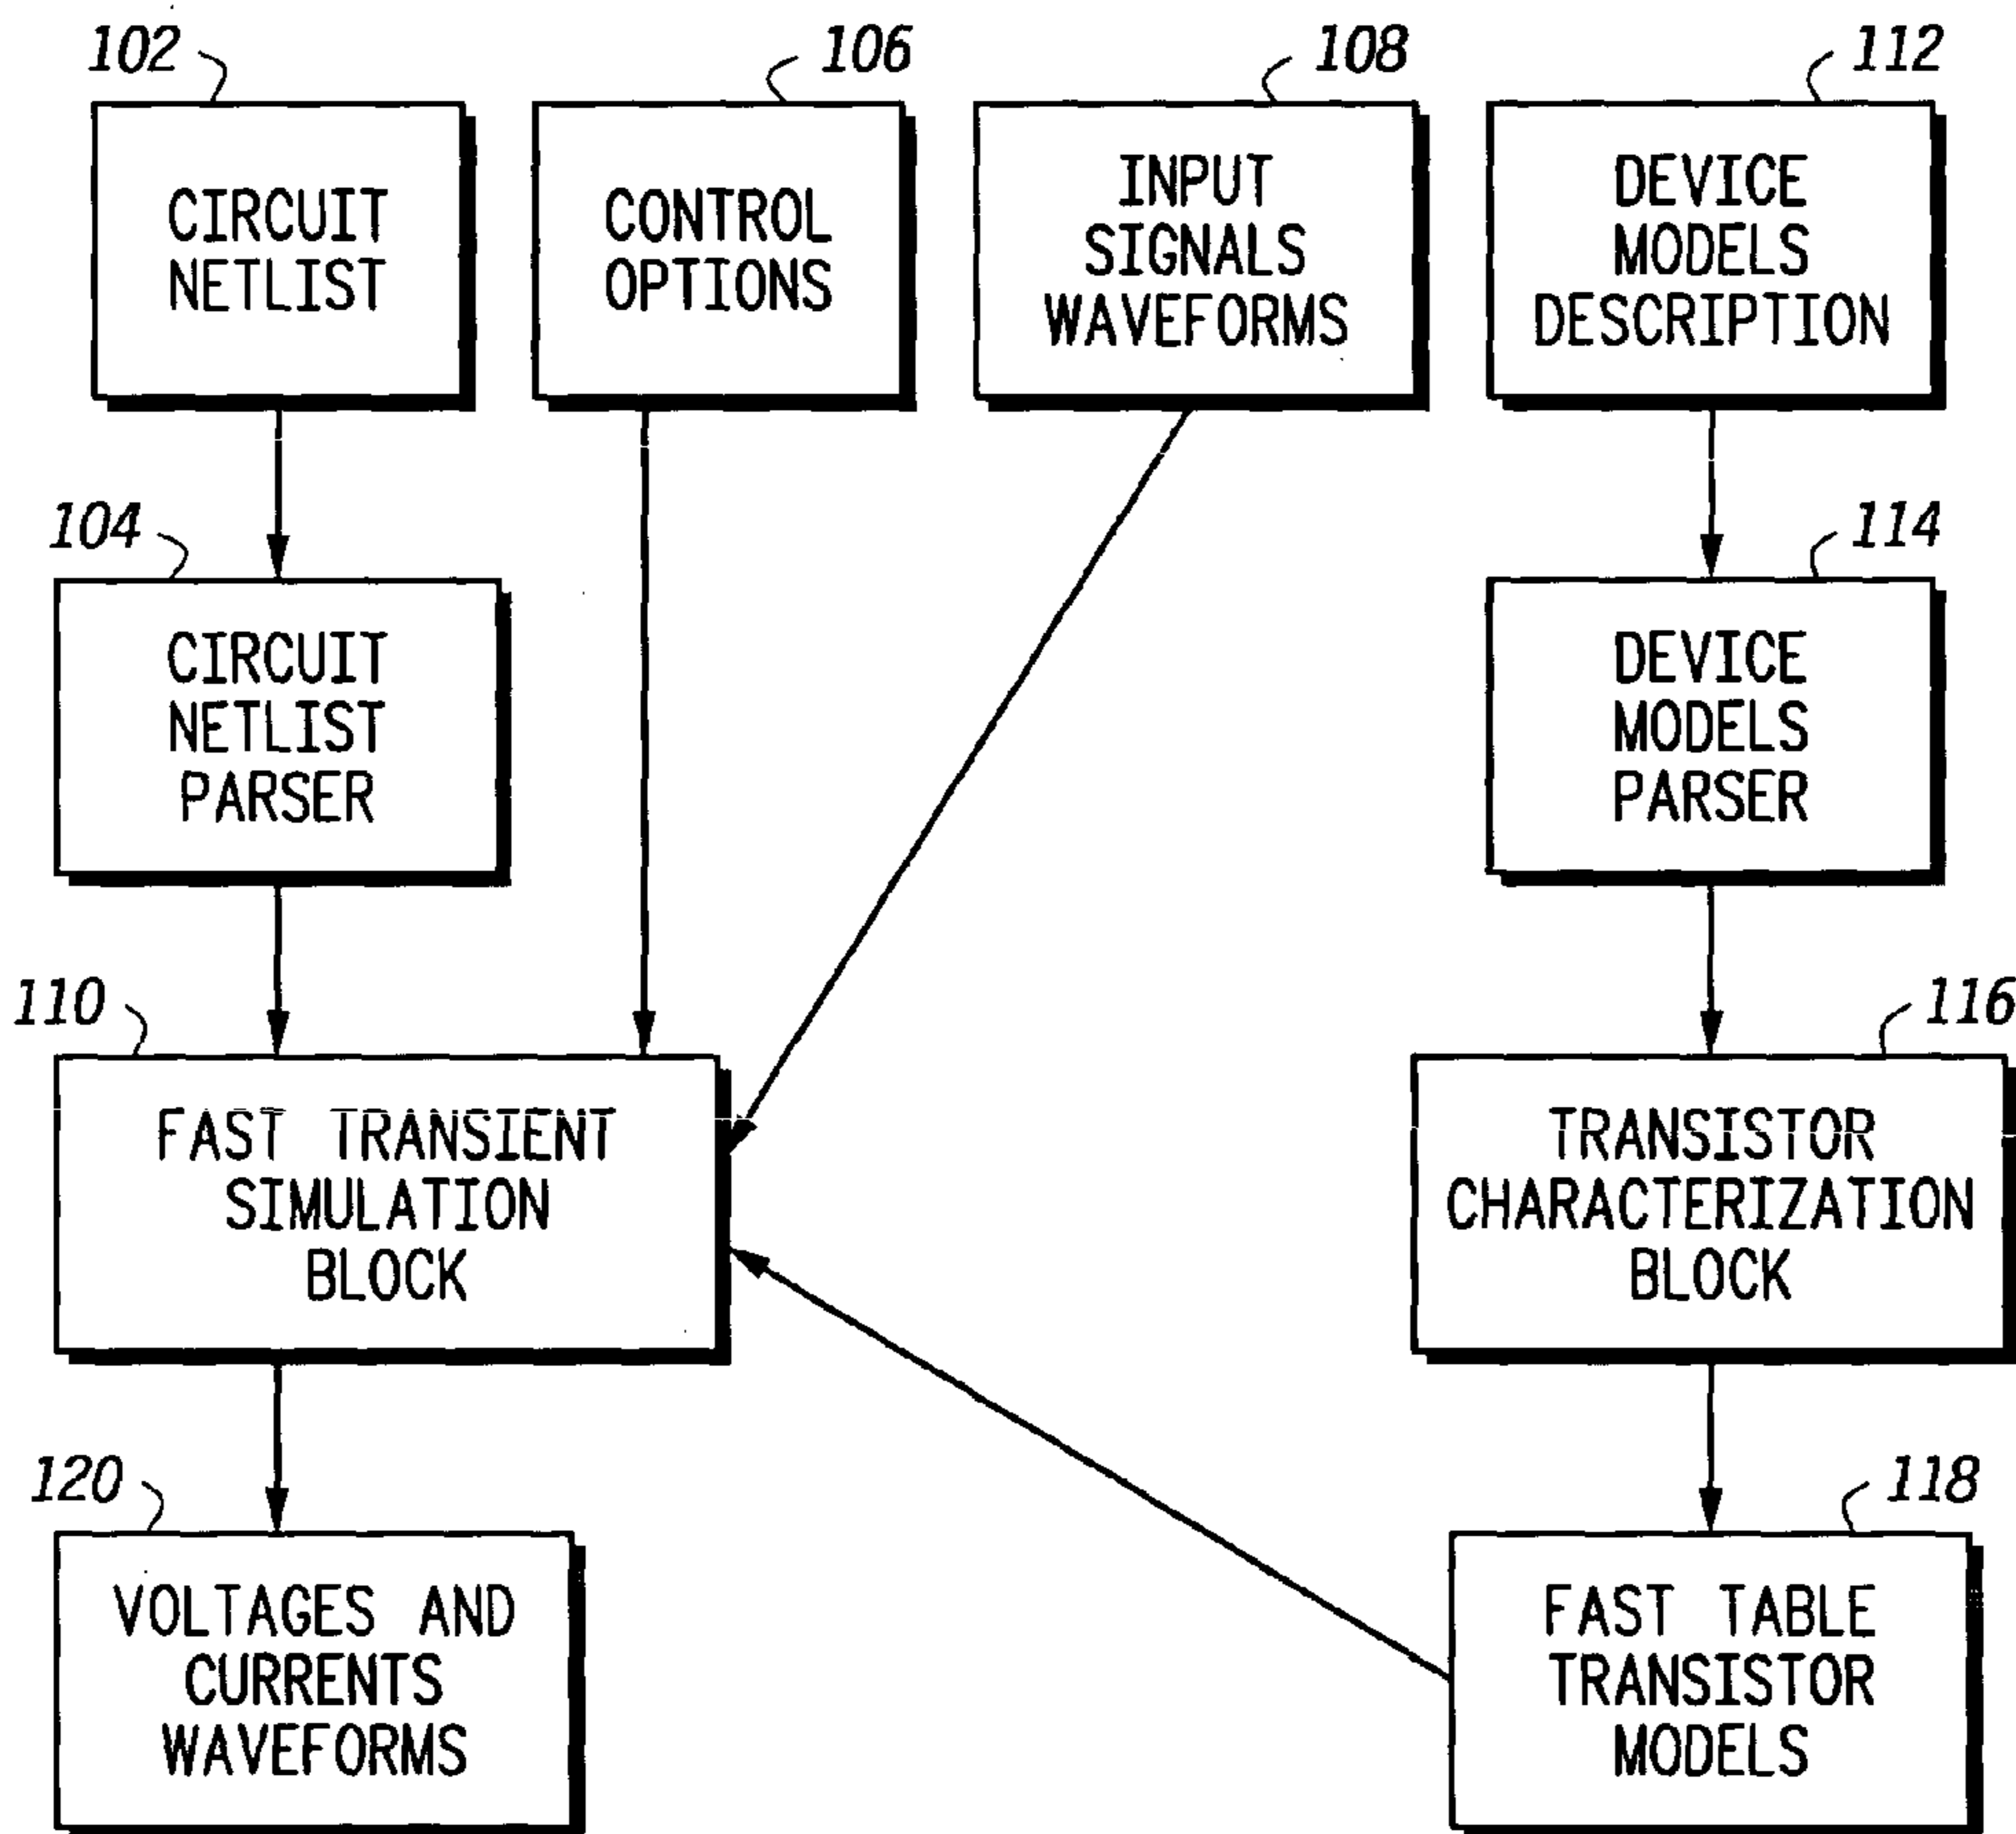 102
CIRCUIT
NETLIST
106
CONTROL
OPTIONS
108
INPUT
SIGNALS
WAVEFORMS
112
DEVICE
MODELS
DESCRIPTION
104
CIRCUIT
NETLIST
PARSER
114
DEVICE
MODELS
PARSER
110
FAST TRANSIENT
SIMULATION
BLOCK
116
TRANSISTOR
CHARACTERIZATION
BLOCK
120
VOLTAGES AND
CURRENTS
WAVEFORMS
118
FAST TABLE
TRANSISTOR
MODELS